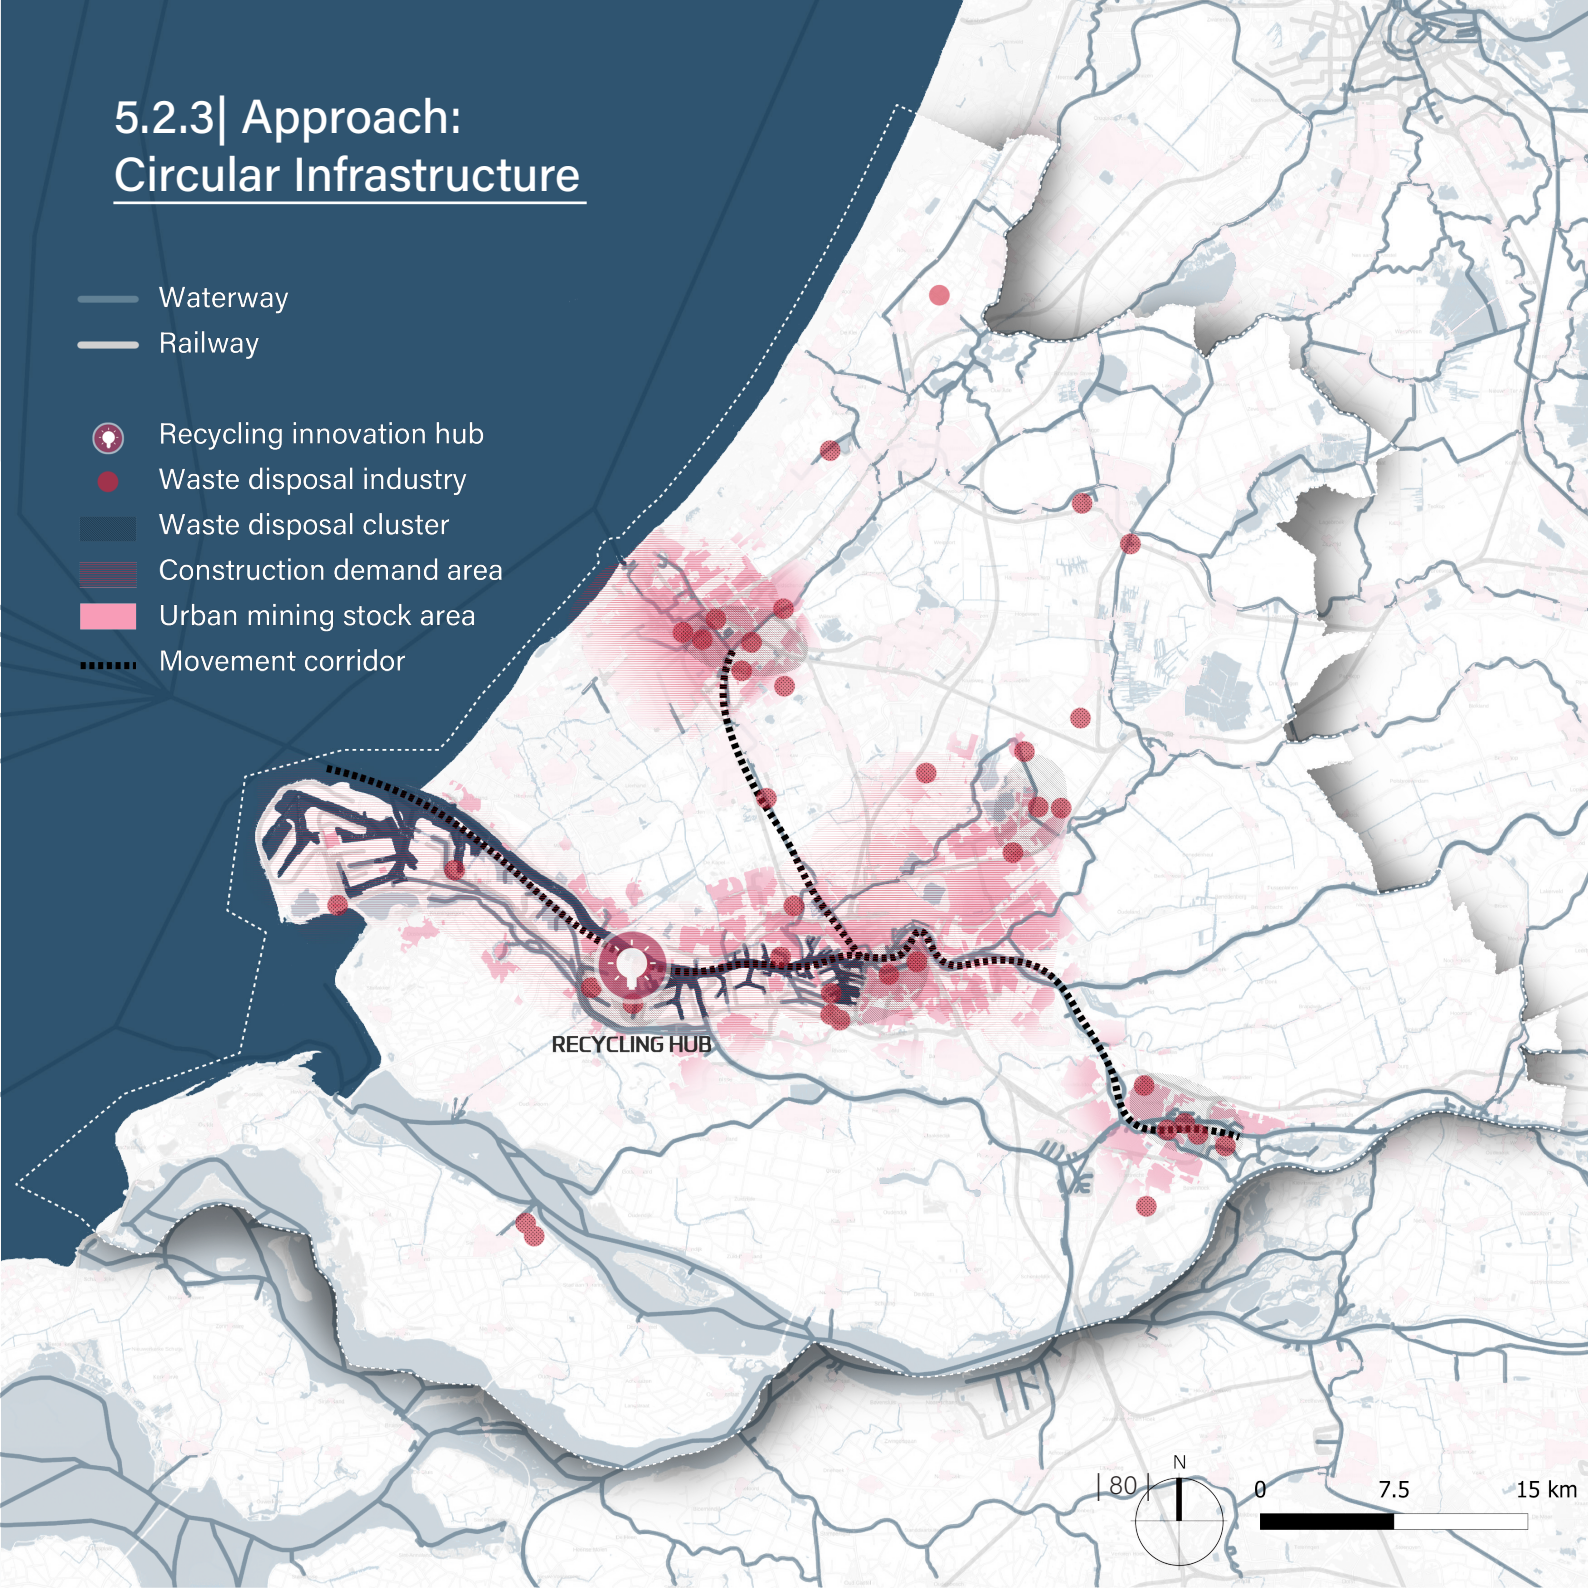 5.2.3| Approach:
Circular Infrastructure
Waterway
Railway
Recycling innovation hub
Waste disposal industry
Waste disposal cluster
Construction demand area
Urban mining stock area
Movement corridor
RECYCLING HUB
|80|
N
0 7.5 15 km